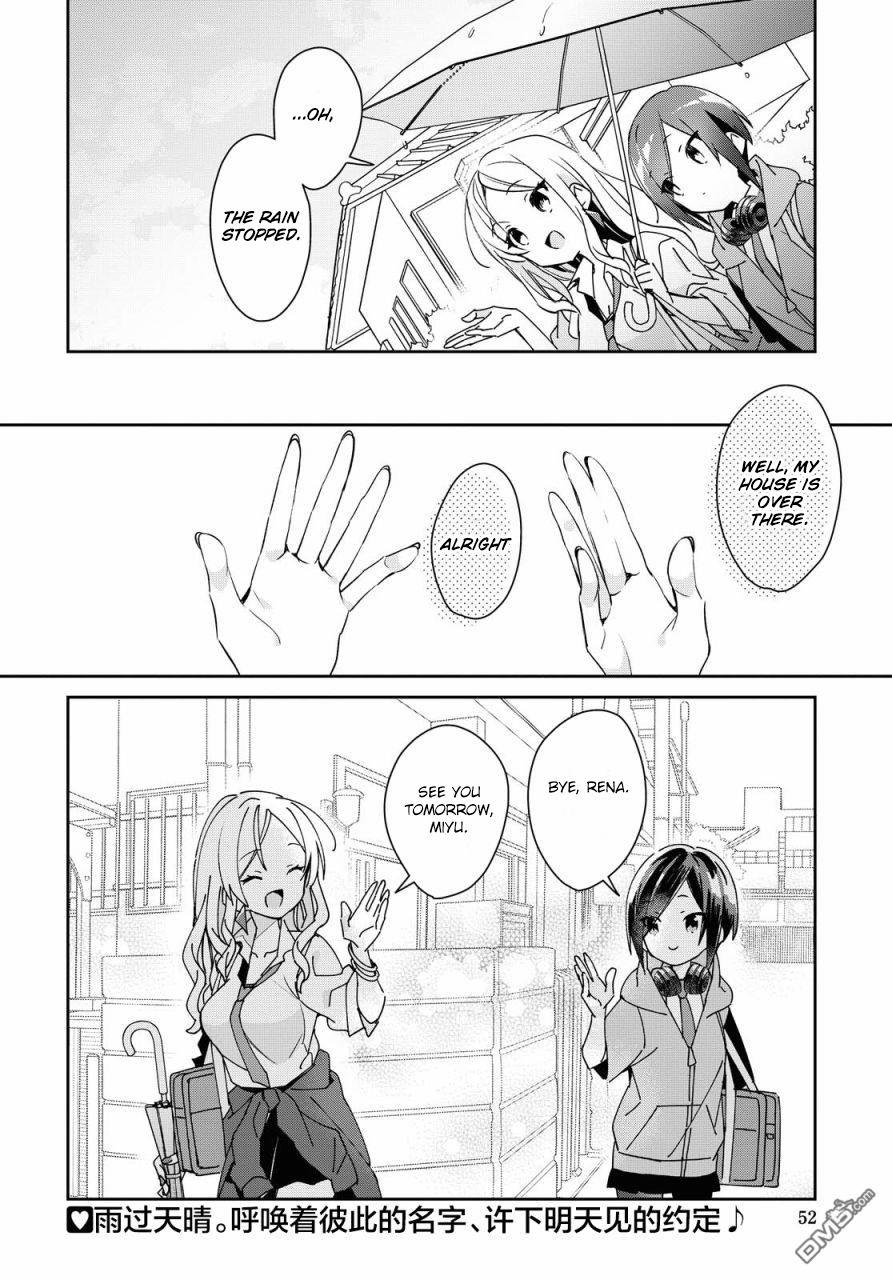 ...OH,
THE RAIN
STOPPED.
WELL, MY
HOUSE IS
OVER
THERE.
ALRIGHT
BYE, RENA.
SEE YOU
TOMORROW,
MIYU.
雨过天晴。呼唤着彼此的名字、许下明天见的约定♪
52
DM5.com